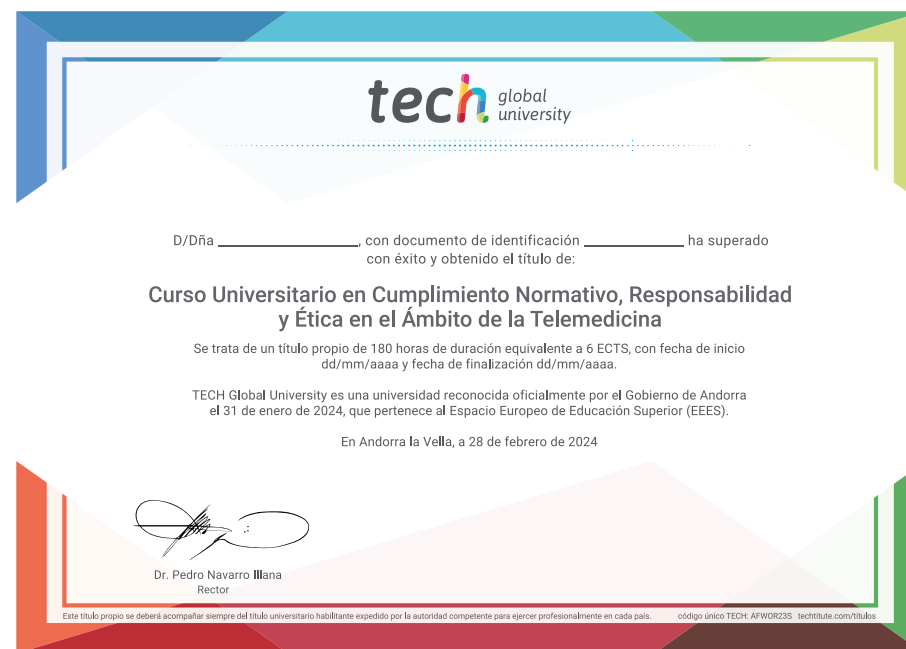 tech global university
D/Dña ______________, con documento de identificación ______________ ha superado
con éxito y obtenido el título de:
Curso Universitario en Cumplimiento Normativo, Responsabilidad
y Ética en el Ámbito de la Telemedicina
Se trata de un título propio de 180 horas de duración equivalente a 6 ECTS, con fecha de inicio
dd/mm/aaaa y fecha de finalización dd/mm/aaaa.
TECH Global University es una universidad reconocida oficialmente por el Gobierno de Andorra
el 31 de enero de 2024, que pertenece al Espacio Europeo de Educación Superior (EEES).
En Andorra la Vella, a 28 de febrero de 2024
Dr. Pedro Navarro Illana
Rector
Este título propio se deberá acompañar siempre del título universitario habilitante expedido por la autoridad competente para ejercer profesionalmente en cada país. código único TECH: AFWOR23S techtitute.com/titulos